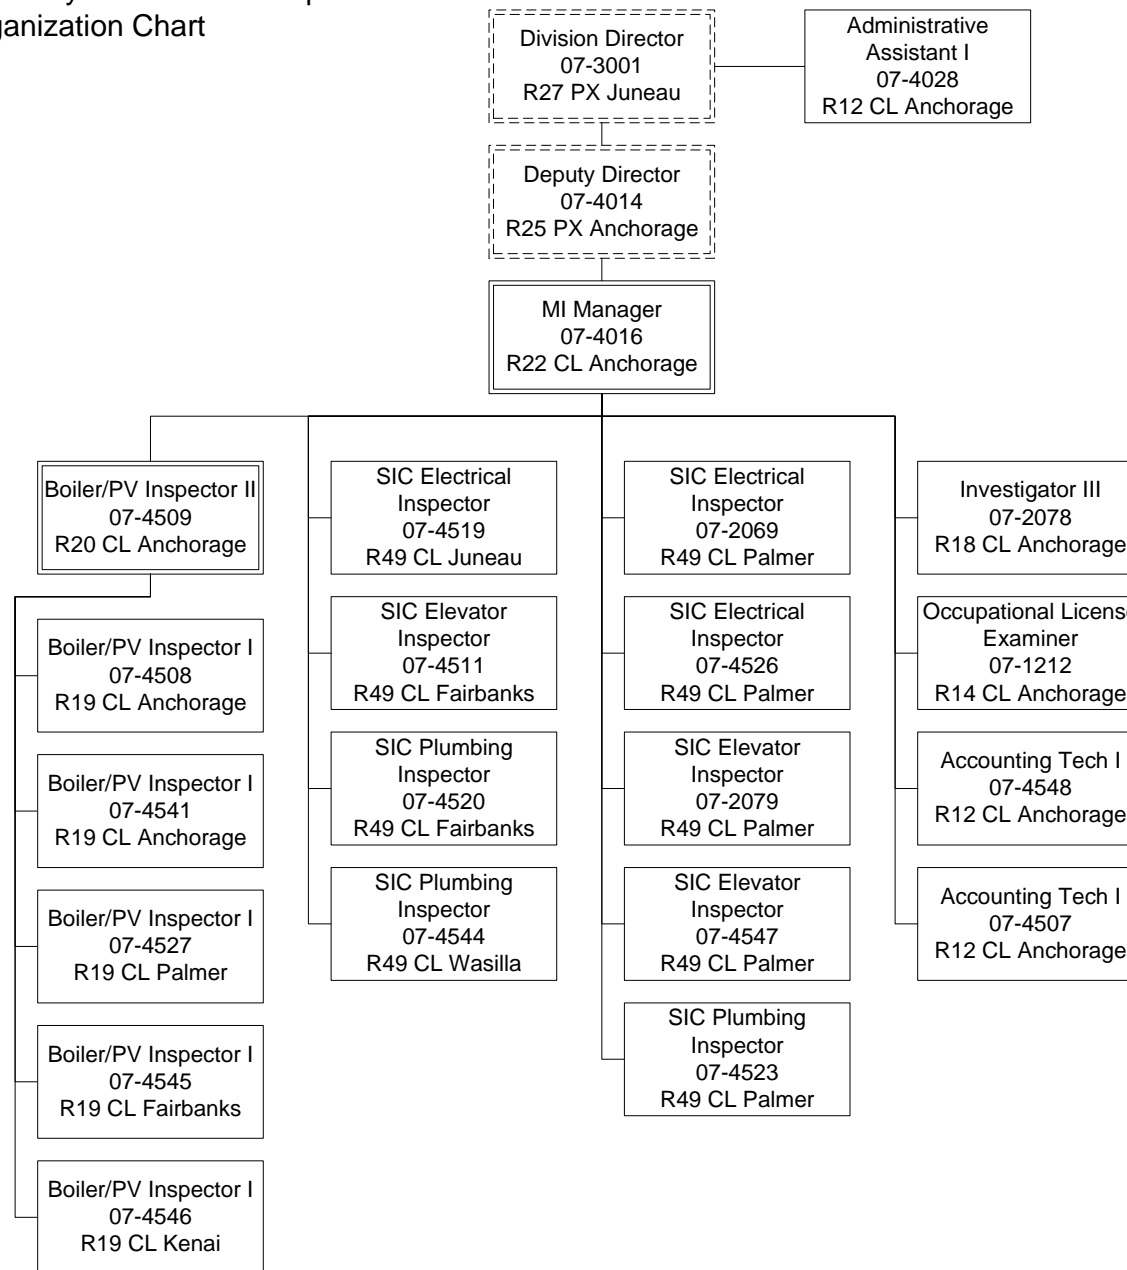 ganization Chart
Division Director
07-3001
R27 PX Juneau
Administrative
Assistant I
07-4028
R12 CL Anchorage
Deputy Director
07-4014
R25 PX Anchorage
MI Manager
07-4016
R22 CL Anchorage
Boiler/PV Inspector II
07-4509
R20 CL Anchorage
Boiler/PV Inspector I
07-4508
R19 CL Anchorage
Boiler/PV Inspector I
07-4541
R19 CL Anchorage
Boiler/PV Inspector I
07-4527
R19 CL Palmer
Boiler/PV Inspector I
07-4545
R19 CL Fairbanks
Boiler/PV Inspector I
07-4546
R19 CL Kenai
SIC Electrical
Inspector
07-4519
R49 CL Juneau
SIC Elevator
Inspector
07-4511
R49 CL Fairbanks
SIC Plumbing
Inspector
07-4520
R49 CL Fairbanks
SIC Plumbing
Inspector
07-4544
R49 CL Wasilla
SIC Electrical
Inspector
07-2069
R49 CL Palmer
SIC Electrical
Inspector
07-4526
R49 CL Palmer
SIC Elevator
Inspector
07-2079
R49 CL Palmer
SIC Elevator
Inspector
07-4547
R49 CL Palmer
SIC Plumbing
Inspector
07-4523
R49 CL Palmer
Investigator III
07-2078
R18 CL Anchorage
Occupational License
Examiner
07-1212
R14 CL Anchorage
Accounting Tech I
07-4548
R12 CL Anchorage
Accounting Tech I
07-4507
R12 CL Anchorage